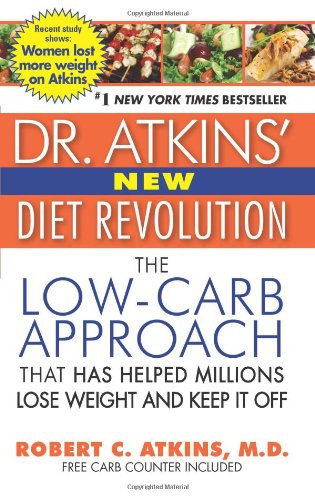 Recent study
shows:
Women lost
more weight
on Atkins
#1 NEW YORK TIMES BESTSELLER
DR. ATKINS'
NEW
DIET REVOLUTION
THE
LOW-CARB
APPROACH
THAT HAS HELPED MILLIONS
LOSE WEIGHT AND KEEP IT OFF
ROBERT C. ATKINS, M.D.
FREE CARB COUNTER INCLUDED